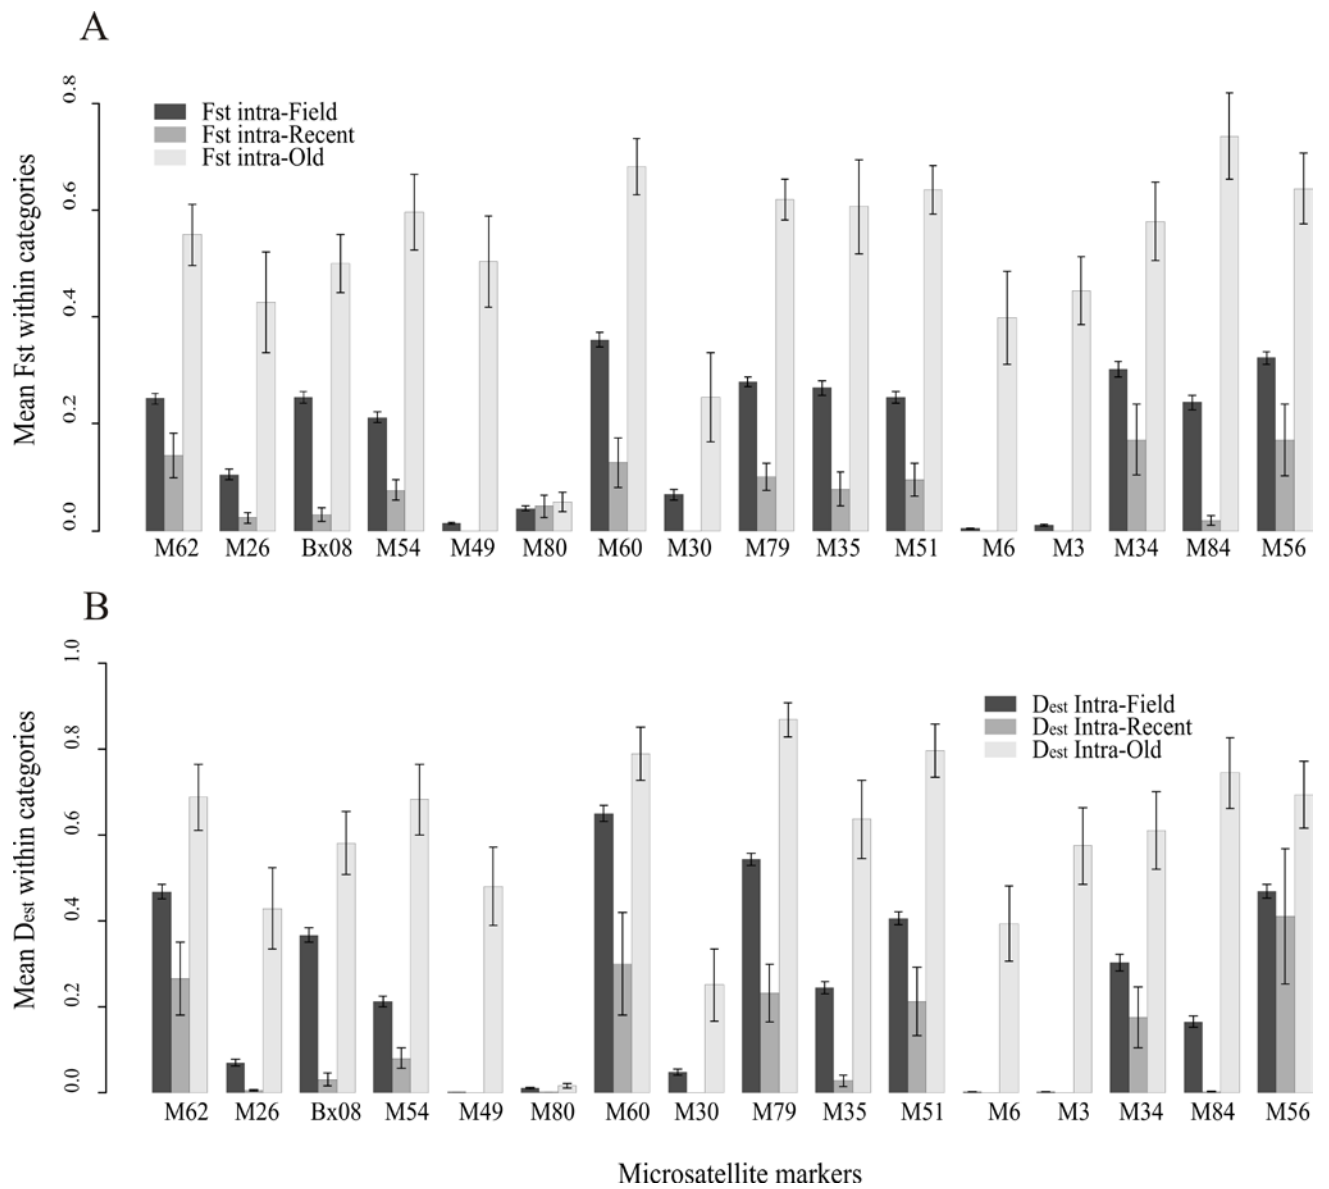 A
Mean Fst within categories
0.8
0.6
0.4
0.2
0.0
Fst intra-Field
Fst intra-Recent
Fst intra-Old
M62 M26 Bx08 M54 M49 M80 M60 M30 M79 M35 M51 M6 M3 M34 M84 M56
B
Mean Dest within categories
1.0
0.8
0.6
0.4
0.2
0.0
Dest Intra-Field
Dest Intra-Recent
Dest Intra-Old
M62 M26 Bx08 M54 M49 M80 M60 M30 M79 M35 M51 M6 M3 M34 M84 M56
Microsatellite markers